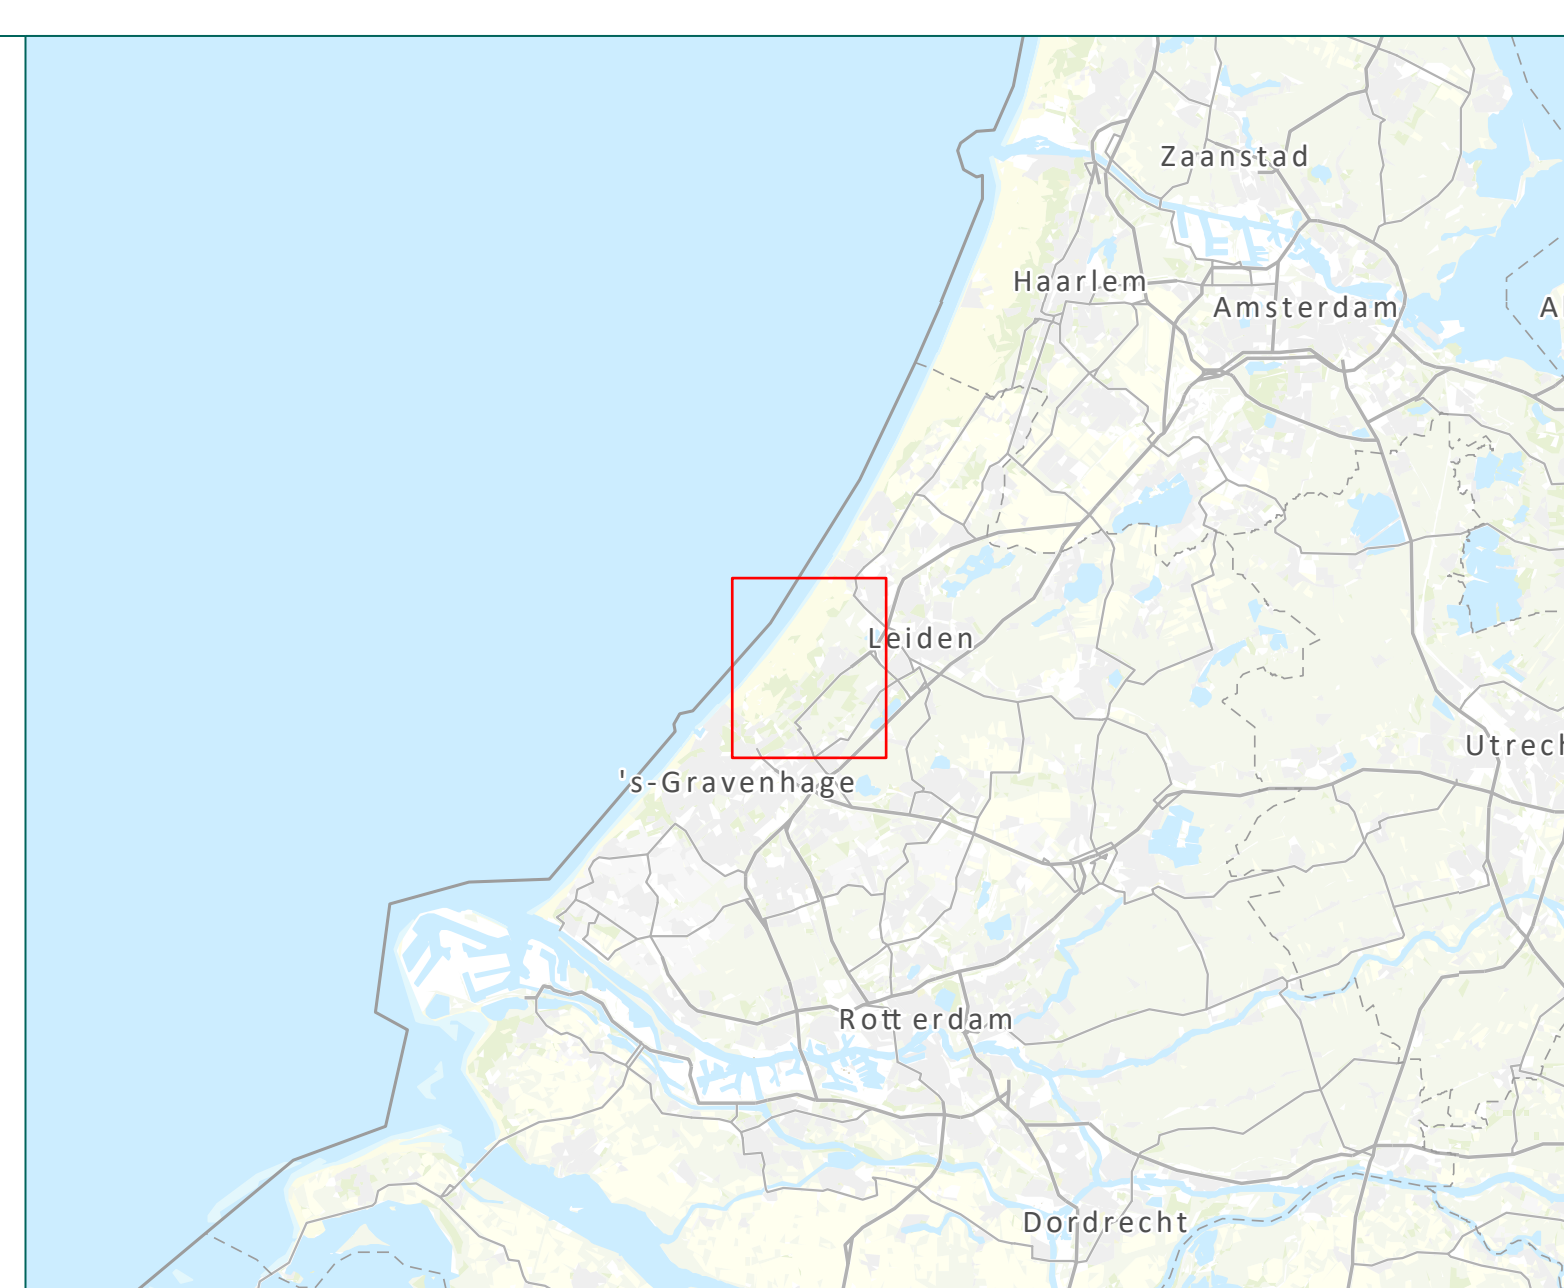 Zaanstad
Haarlem
Amsterdam
A
Leiden
Utrech
's-Gravenhage
Rotterdam
Dordrecht